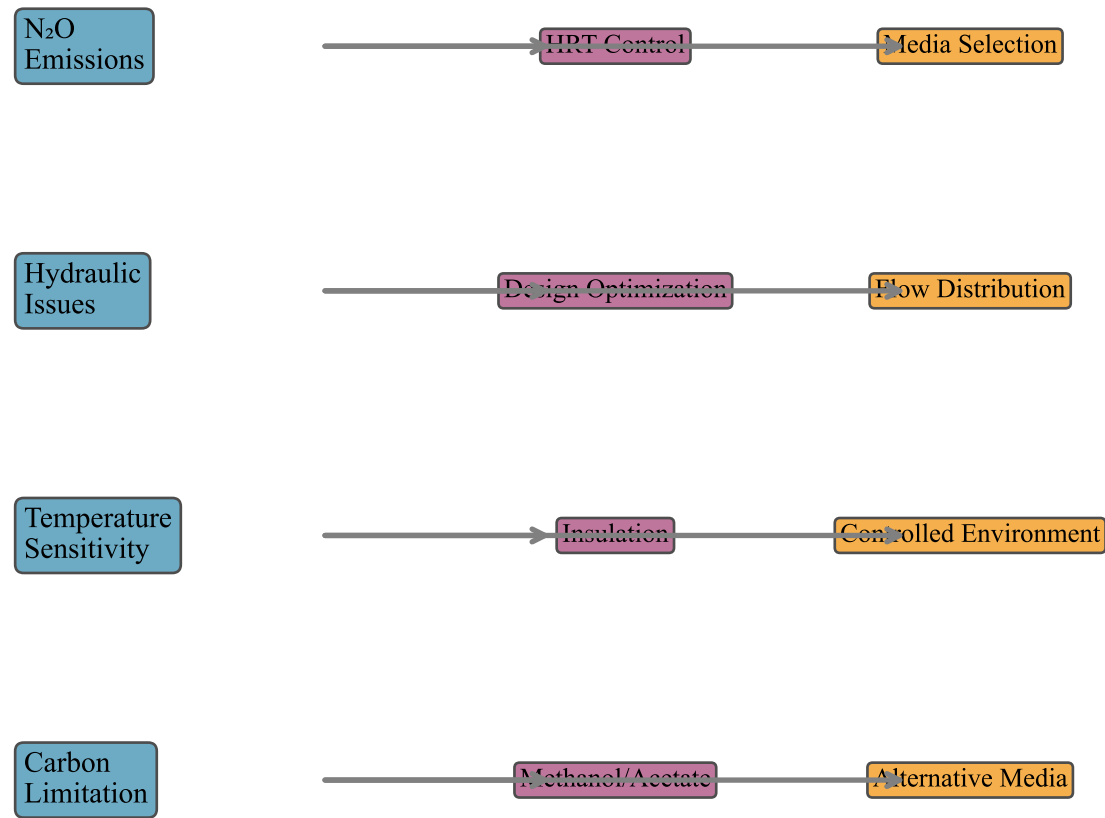 N₂O
Emissions
HRT Control
Media Selection
Hydraulic
Issues
Design Optimization
Flow Distribution
Temperature
Sensitivity
Insulation
Controlled Environment
Carbon
Limitation
Methanol/Acetate
Alternative Media